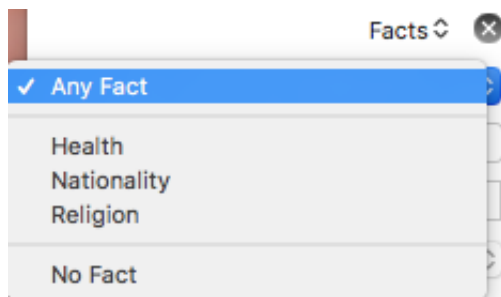 Facts
Any Fact
Health
Nationality
Religion
No Fact